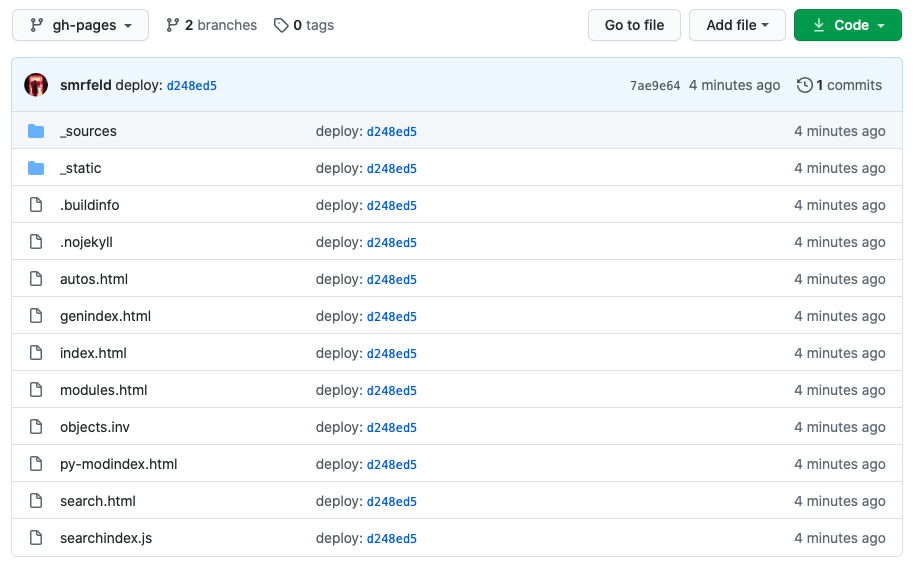 gh-pages 2 branches 0 tags Go to file Add file Code
smrfeld deploy: d248ed5 7ae9e64 4 minutes ago 1 commits
_sources deploy: d248ed5 4 minutes ago
_static deploy: d248ed5 4 minutes ago
.buildinfo deploy: d248ed5 4 minutes ago
.nojekyll deploy: d248ed5 4 minutes ago
autos.html deploy: d248ed5 4 minutes ago
genindex.html deploy: d248ed5 4 minutes ago
index.html deploy: d248ed5 4 minutes ago
modules.html deploy: d248ed5 4 minutes ago
objects.inv deploy: d248ed5 4 minutes ago
py-modindex.html deploy: d248ed5 4 minutes ago
search.html deploy: d248ed5 4 minutes ago
searchindex.js deploy: d248ed5 4 minutes ago